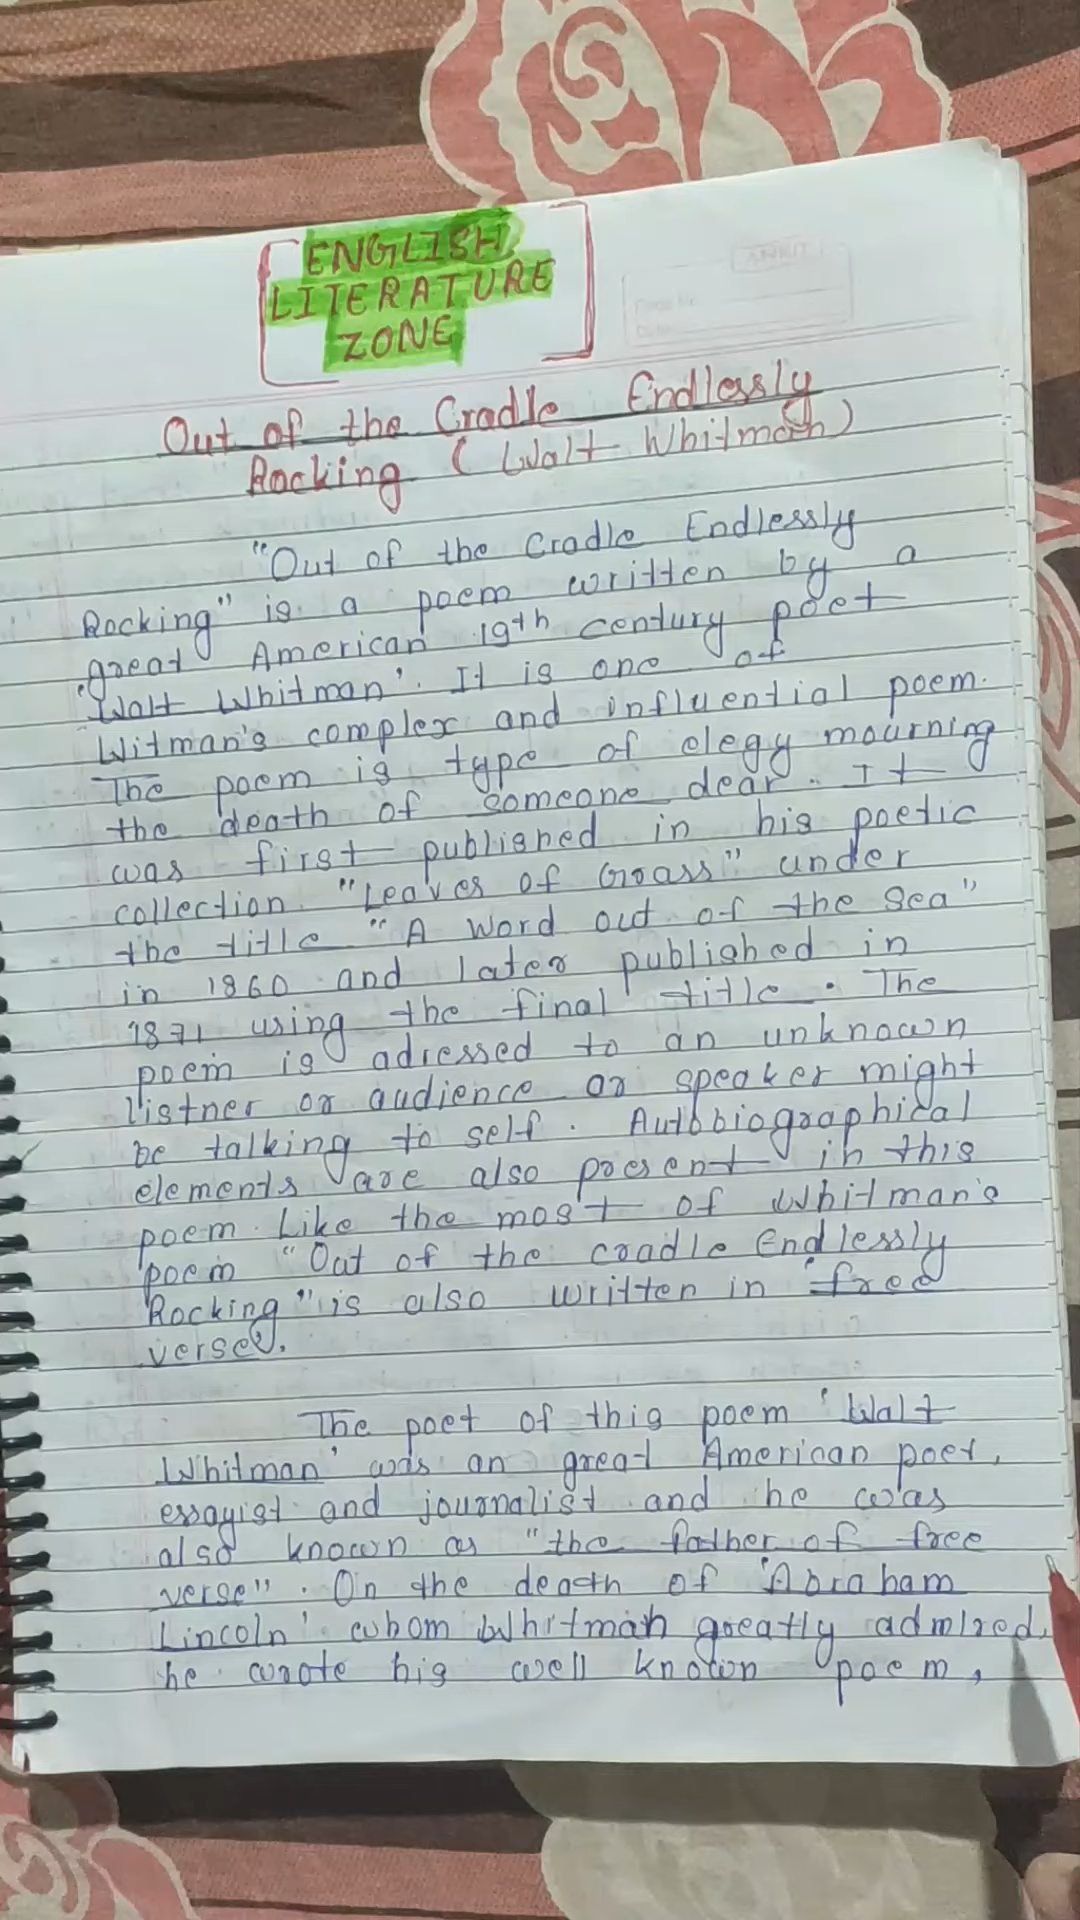 ENGLISH
LITERATURE
ZONE
Out of the Cradle Endlessly
Rocking (Walt Whitman)
"Out of the Cradle Endlessly
Rocking" is a poem written by a
great American 19th century poet
'Walt Whitman'. It is one of
Witman's complex and influential poem.
The poem is type of elegy mourning
the death of someone dear. It
was first published in his poetic
collection "Leaves of Grass" under
the title "A Word out of the Sea"
in 1860 and later published in
1871 using the final title. The
poem is adressed to an unknown
listner or audience or speaker might
be talking to self. Autobiographical
elements are also present in this
poem. Like the most of Whitman's
poem "Out of the cradle Endlessly
Rocking" is also written in 'free
verse'.
The poet of this poem 'Walt
Whitman' was an great American poet,
essayist and journalist and he was
also known as "the father of free
verse". On the death of 'Abraham
Lincoln' whom Whitman greatly admired,
he wrote his well known poem,